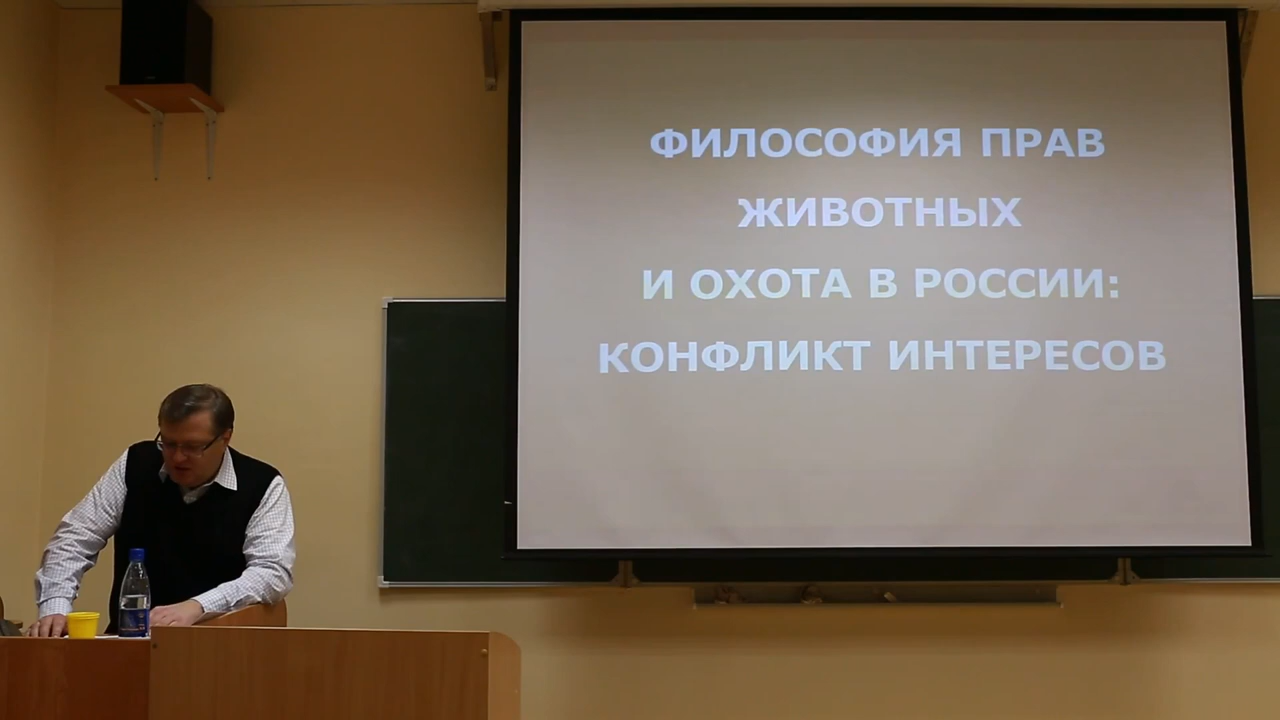 ФИЛОСОФИЯ ПРАВ
ЖИВОТНЫХ
И ОХОТА В РОССИИ:
КОНФЛИКТ ИНТЕРЕСОВ